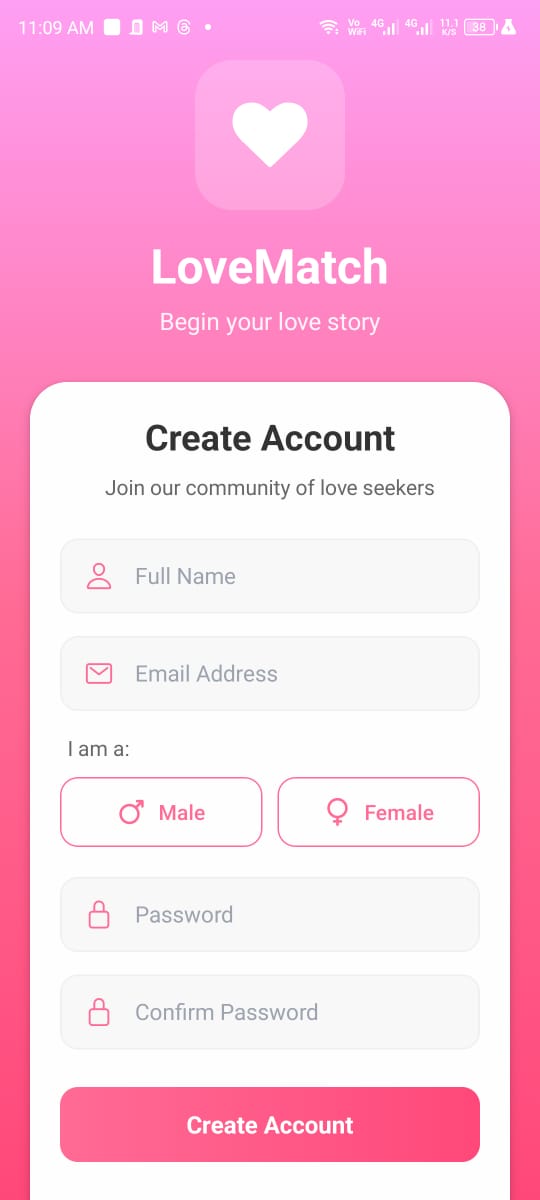 11:09 AM
Vo
WiFi
4G
4G
11.1
K/S
38
LoveMatch
Begin your love story
Create Account
Join our community of love seekers
Full Name
Email Address
I am a:
Male
Female
Password
Confirm Password
Create Account